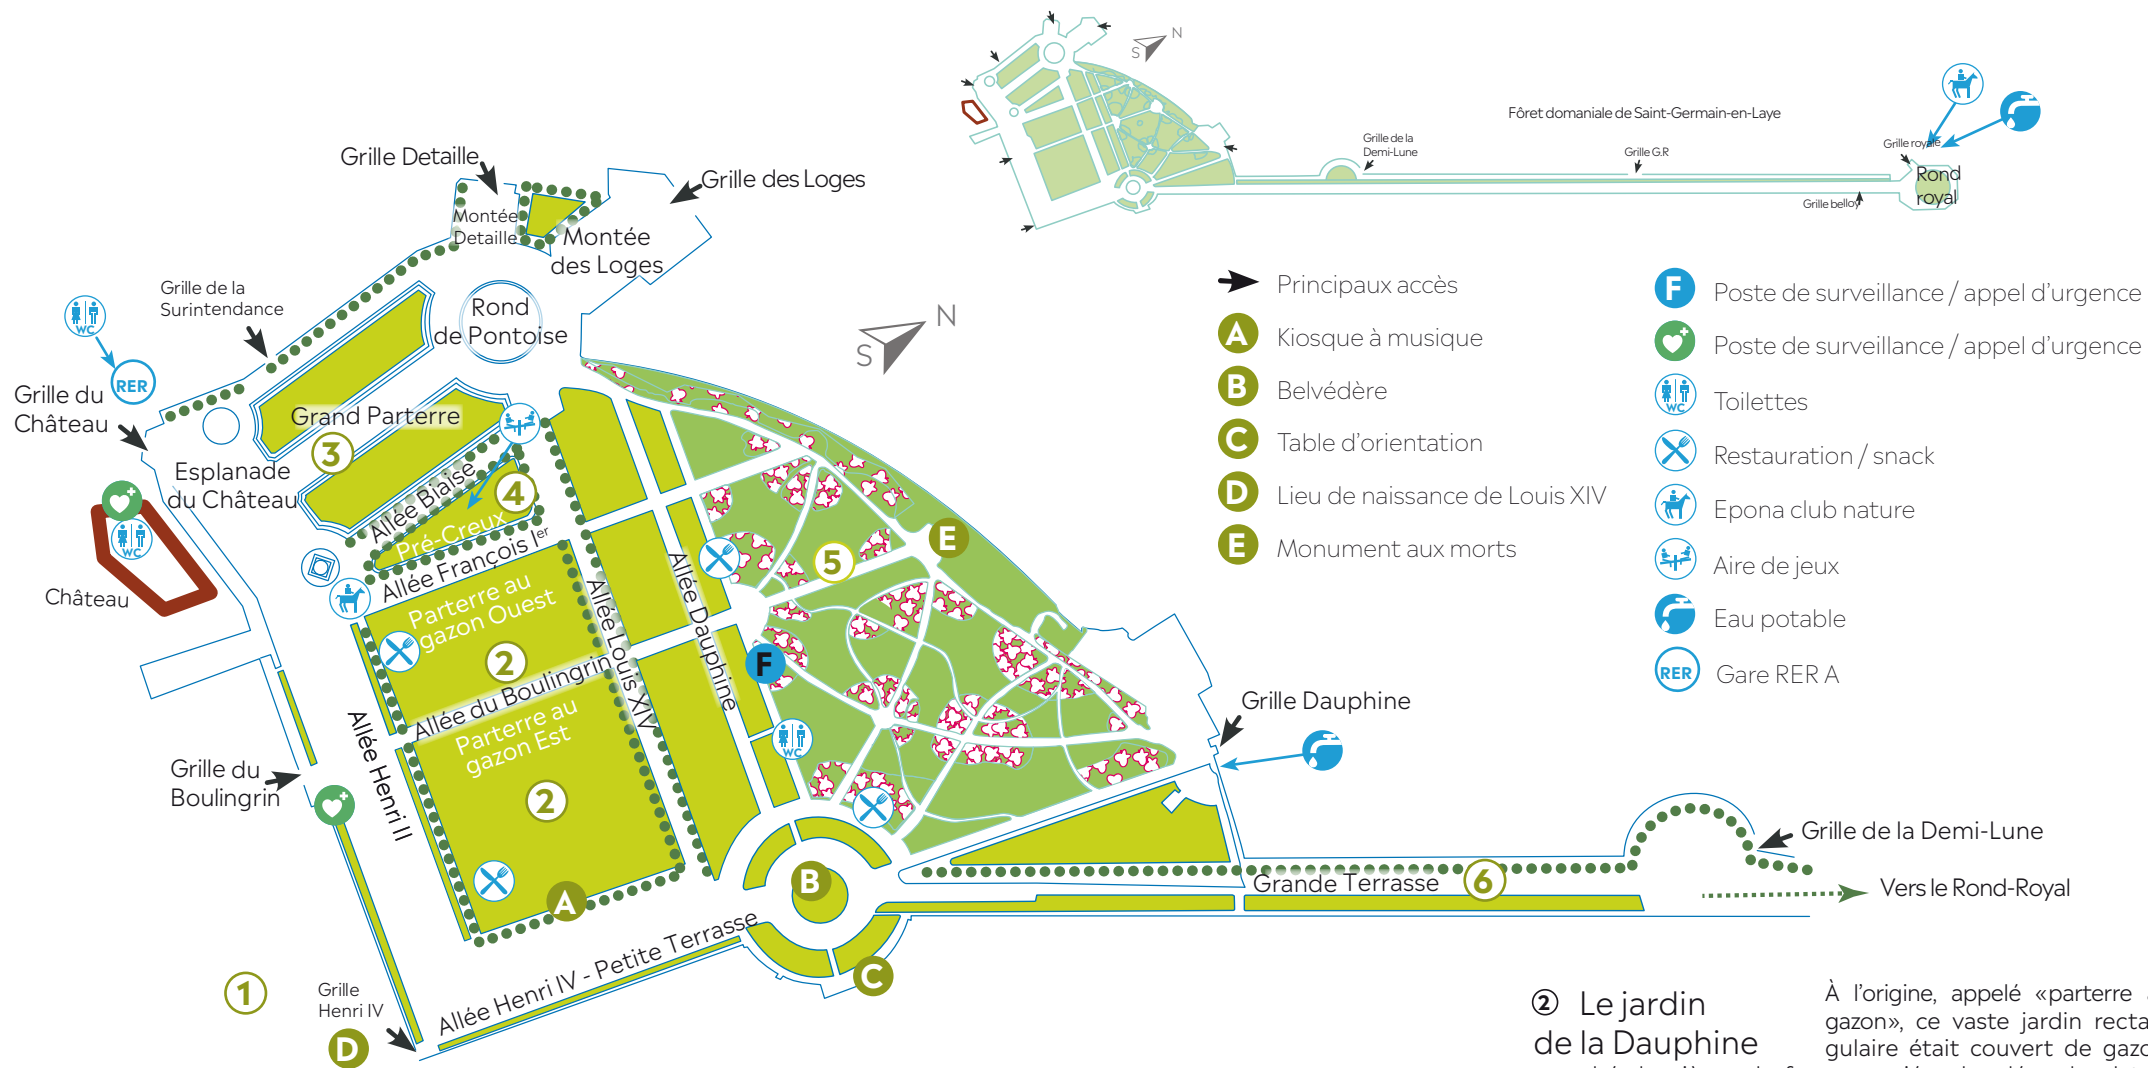 N
S
Fôret domaniale de Saint-Germain-en-Laye
Grille de la
Demi-Lune
Grille G.R
Grille royale
Rond
royal
Grille belloy
Grille Detaille
Grille des Loges
Montée
Detaille
Montée
des Loges
Grille de la
Surintendance
Rond
de Pontoise
N
S
WC
RER
Grille du
Château
Grand Parterre
3
Esplanade
du Château
Allée Biaise
4
Pré-Creux
Allée François Ier
WC
Château
Parterre au
gazon Ouest
2
Allée du Boulingrin
Parterre au
gazon Est
2
Allée Louis XIV
Allée Dauphine
Allée Henri II
5
E
F
WC
Grille Dauphine
Grille du
Boulingrin
A
B
C
Grande Terrasse
6
Grille de la Demi-Lune
Vers le Rond-Royal
Allée Henri IV - Petite Terrasse
1
Grille
Henri IV
D
Principaux accès
A Kiosque à musique
B Belvédère
C Table d'orientation
D Lieu de naissance de Louis XIV
E Monument aux morts
F Poste de surveillance / appel d'urgence
Poste de surveillance / appel d'urgence
WC Toilettes
Restauration / snack
Epona club nature
Aire de jeux
Eau potable
RER Gare RER A
② Le jardin
de la Dauphine
À l'origine, appelé «parterre
gazon», ce vaste jardin recta
gulaire était couvert de gazo